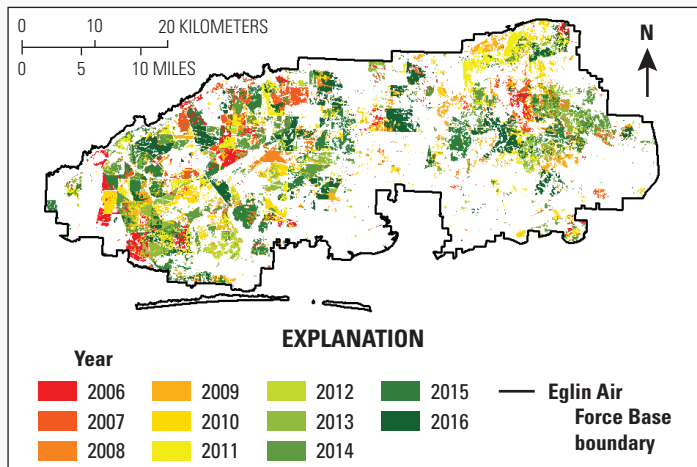 0 10 20 KILOMETERS
0 5 10 MILES
N
EXPLANATION
Year
2006 2009 2012 2015
2007 2010 2013 2016
2008 2011 2014
Eglin Air
Force Base
boundary